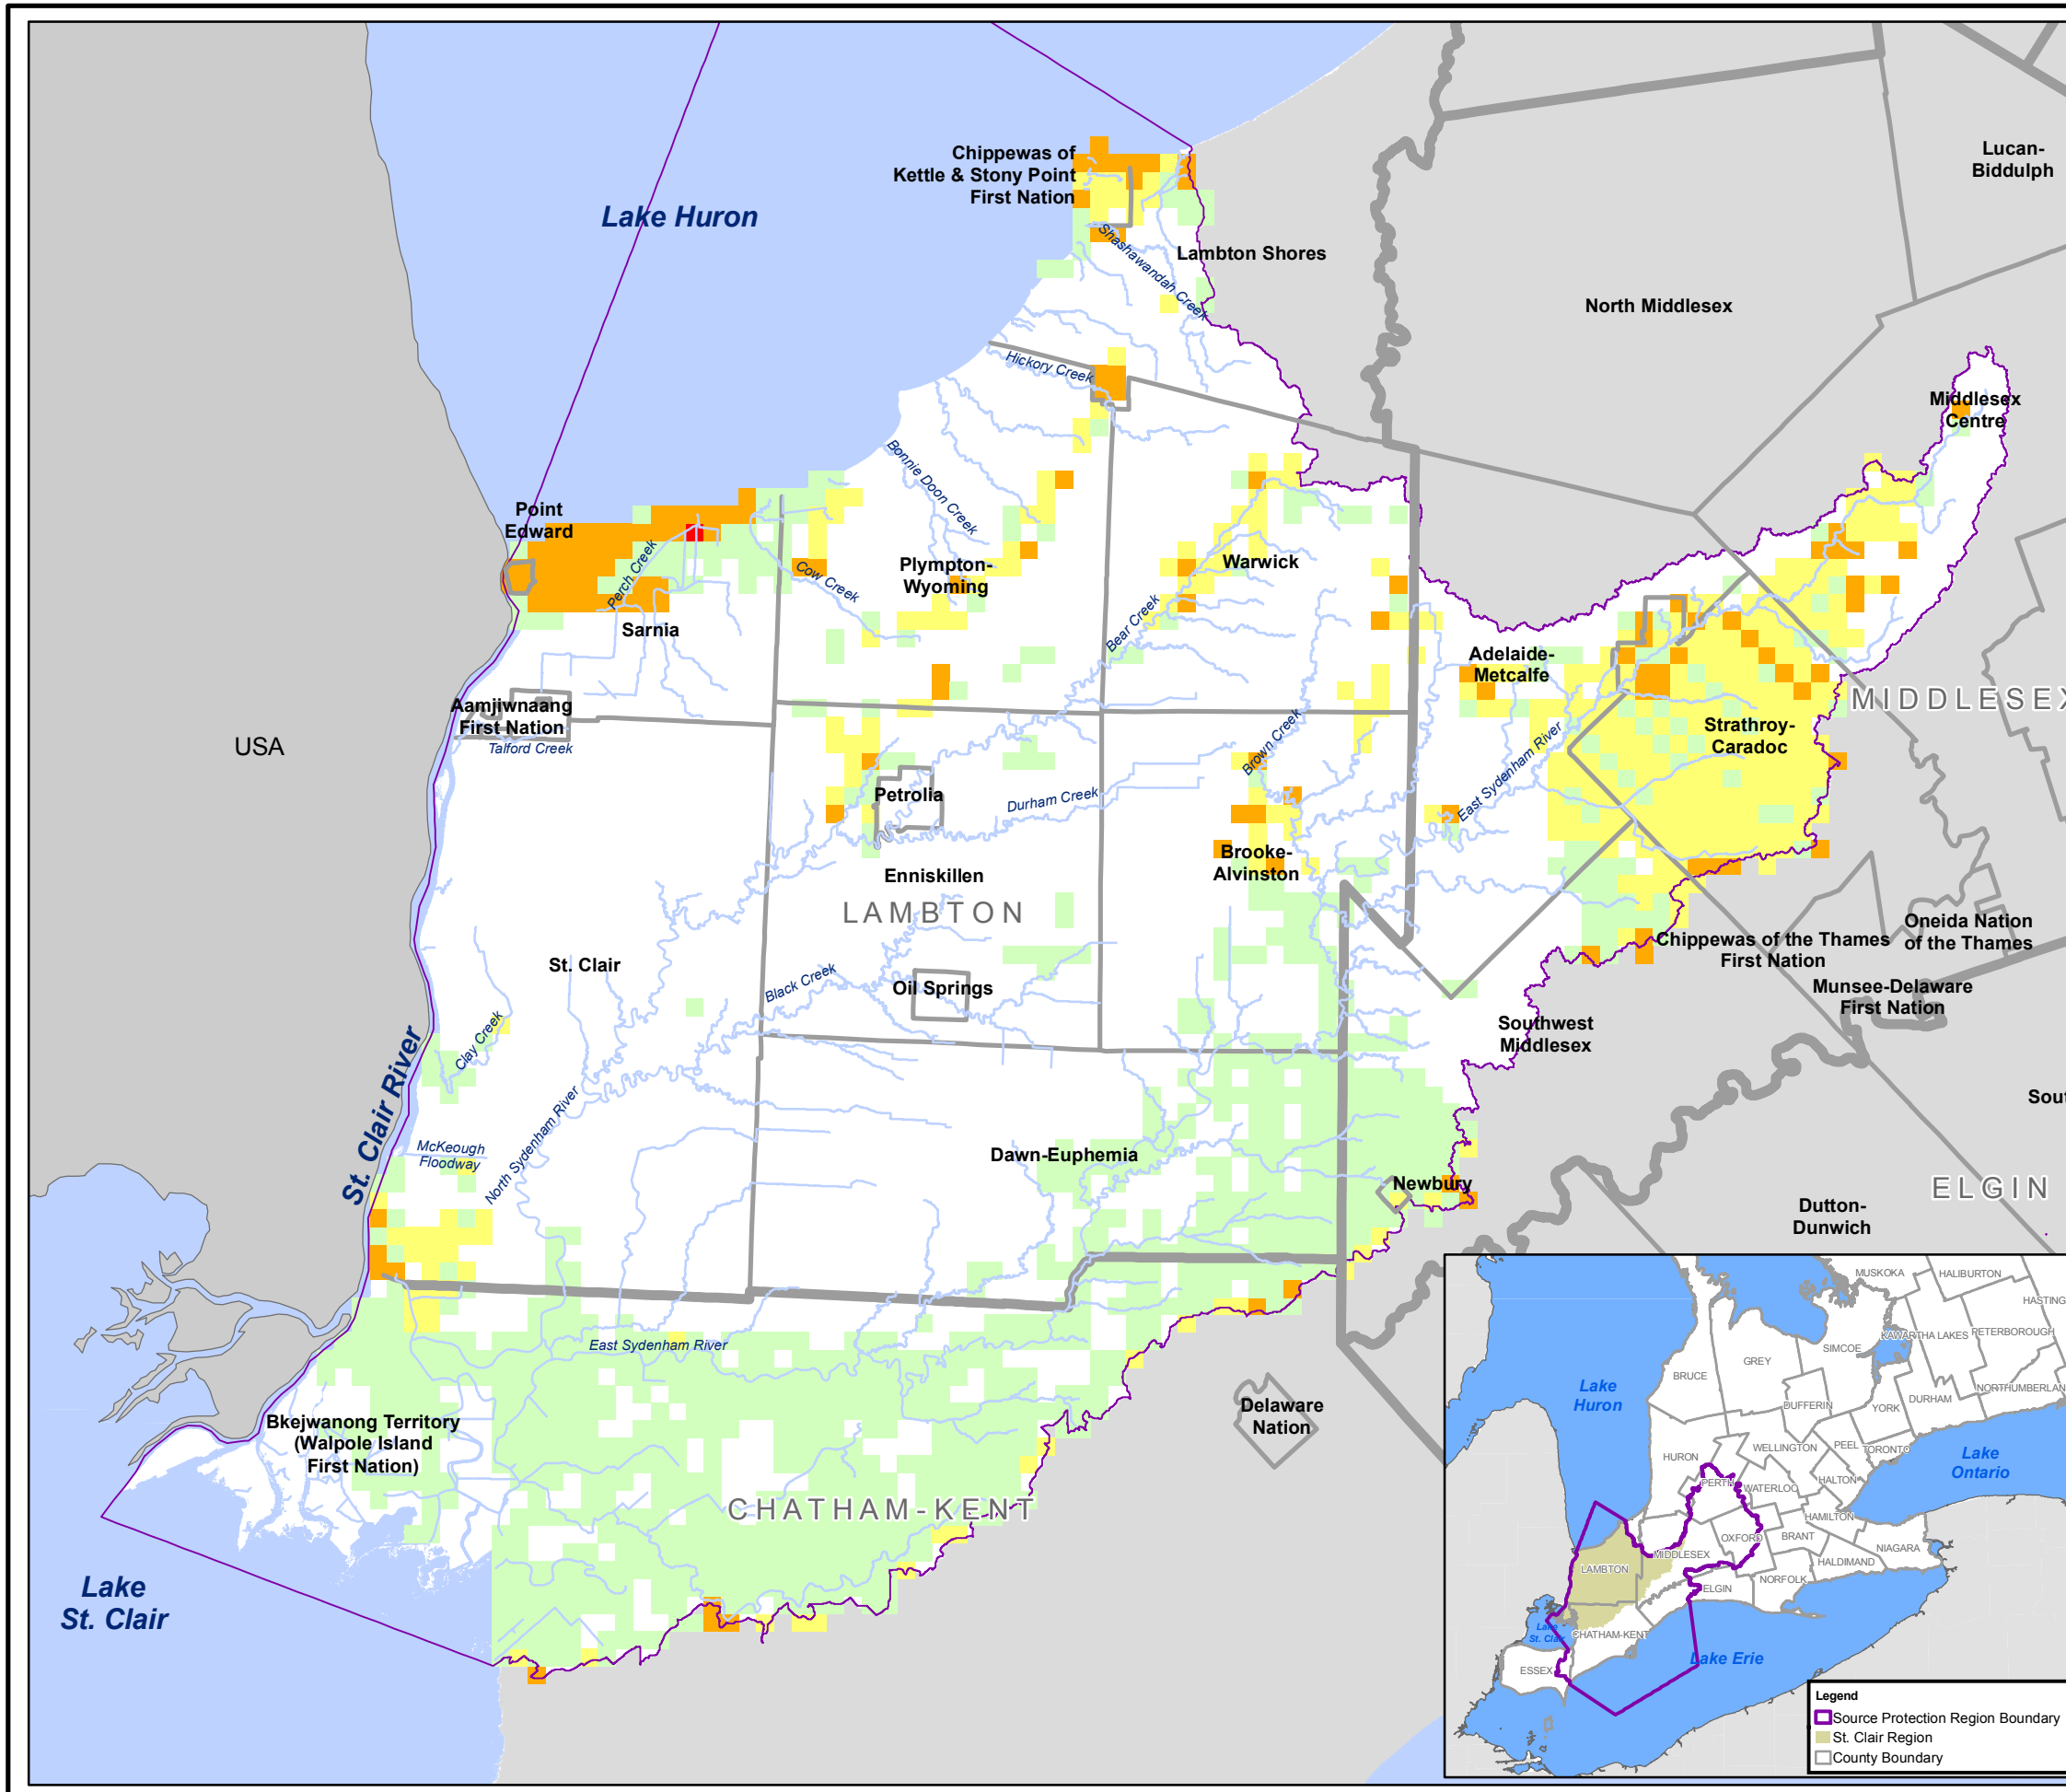 Lake Huron
Chippewas of
Kettle & Stony Point
First Nation
Lucan-
Biddulph
Shashawandah Creek
Lambton Shores
North Middlesex
Hickory Creek
Middlesex
Centre
Bonnie Doon Creek
Point
Edward
Perch Creek
Cow Creek
Plympton-
Wyoming
Warwick
Sarnia
Bear Creek
Adelaide-
Metcalfe
Aamjiwnaang
First Nation
Talford Creek
MIDDLESEX
USA
Strathroy-
Caradoc
Brown Creek
East Sydenham River
Petrolia
Durham Creek
Brooke-
Alvinston
Enniskillen
LAMBTON
St. Clair
Black Creek
Oil Springs
Chippewas of the Thames
First Nation
Oneida Nation
of the Thames
Munsee-Delaware
First Nation
Southwest
Middlesex
Clay Creek
St. Clair River
North Sydenham River
McKeough
Floodway
Dawn-Euphemia
Newbury
Sout
ELGIN
Dutton-
Dunwich
East Sydenham River
Delaware
Nation
Bkejwanong Territory
(Walpole Island
First Nation)
CHATHAM-KENT
Lake
St. Clair
MUSKOKA
HALIBURTON
HASTING
KAWARTHA LAKES
PETERBOROUGH
SIMCOE
GREY
BRUCE
Lake
Huron
DUFFERIN
YORK
DURHAM
NORTHUMBERLAN
HURON
WELLINGTON
PEEL
TORONTO
Lake
Ontario
PERTH
WATERLOO
HALTON
HAMILTON
OXFORD
BRANT
NIAGARA
MIDDLESEX
LAMBTON
HALDIMAND
NORFOLK
ELGIN
Lake
St. Clair
CHATHAM-KENT
Lake Erie
ESSEX
Legend
Source Protection Region Boundary
St. Clair Region
County Boundary